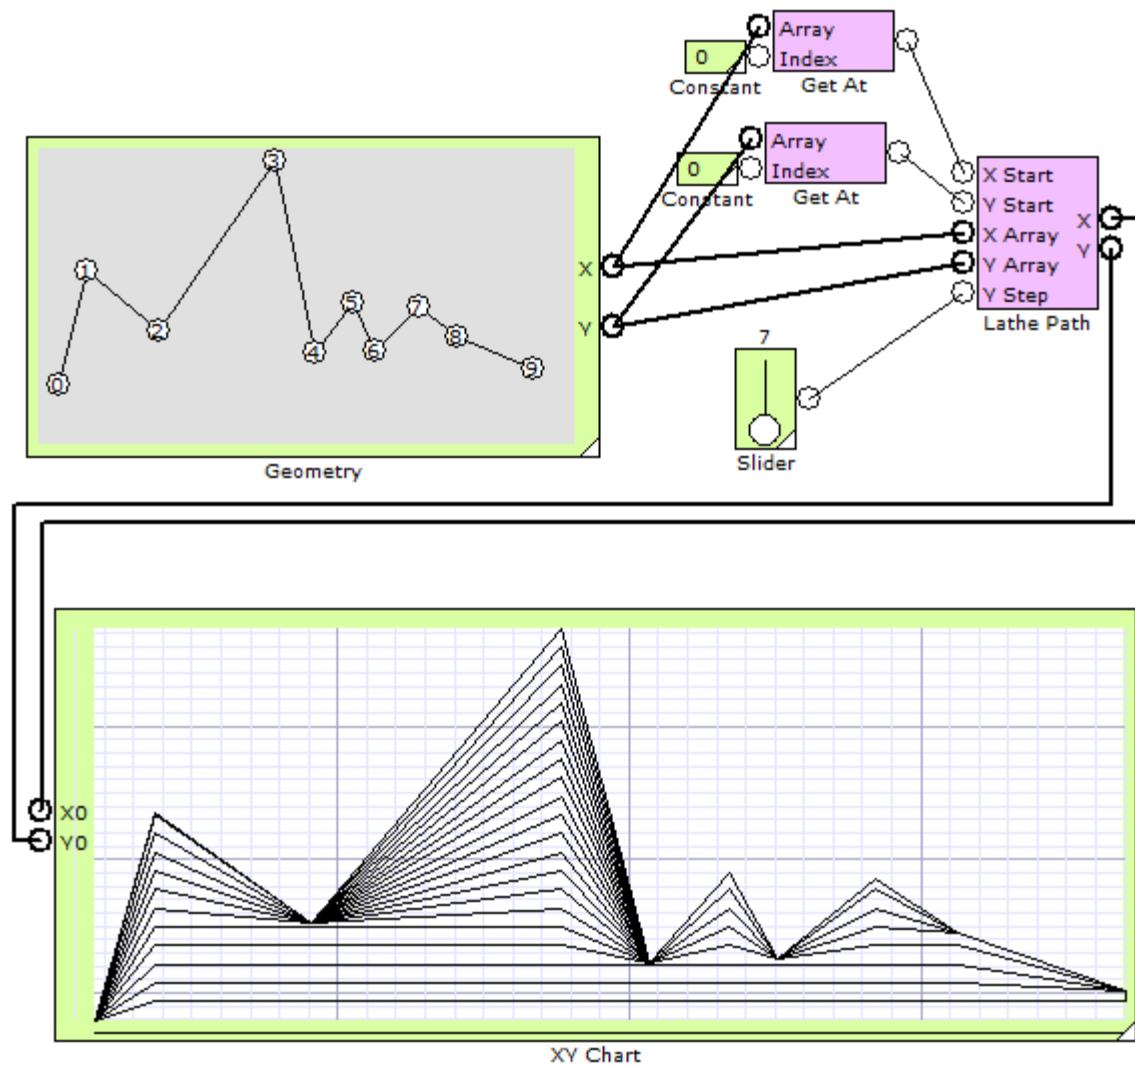 Array
Index
0
Constant
Get At
Array
Index
0
Constant
Get At
X Start
Y Start
X Array
Y Array
Y Step
X
Y
Lathe Path
0
1
2
3
4
5
6
7
8
9
X
Y
Geometry
7
Slider
X0
Y0
XY Chart